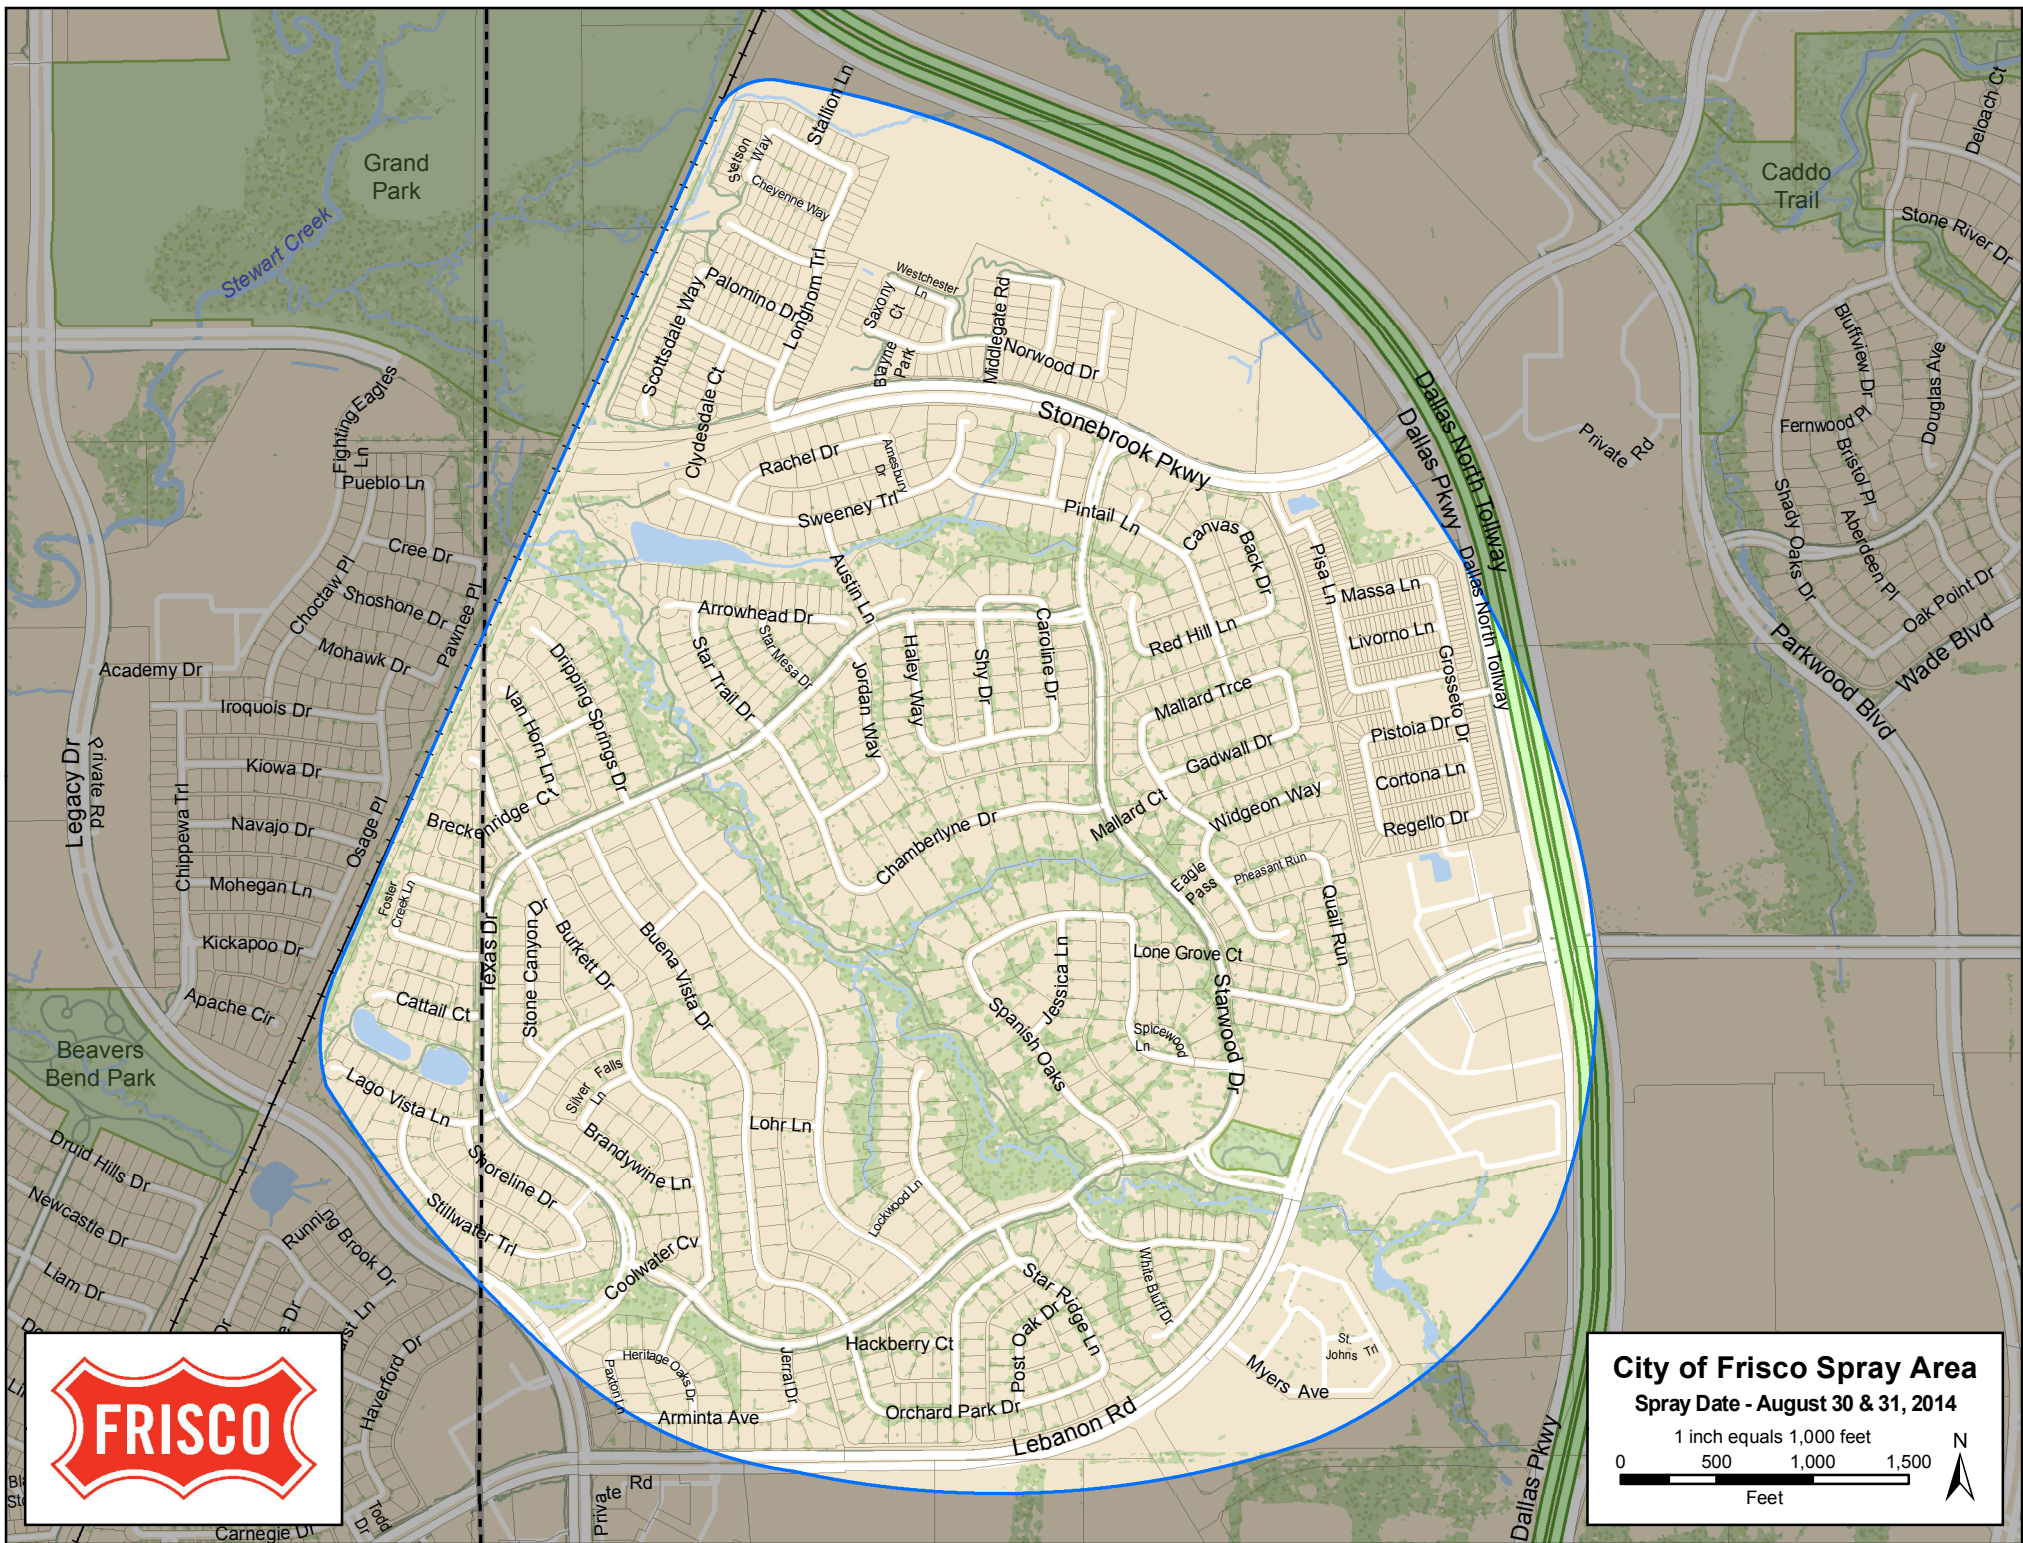 Grand
Park
Stewart Creek
Stallion Ln
Stetson
Way
Cheyenne Way
Longhorn Trl
Palomino Dr
Scottsdale Way
Clydesdale Ct
Westchester
Ln
Saxony
Ct
Blayne
Park
Middlegate Rd
Norwood Dr
Stonebrook Pkwy
Caddo
Trail
Deloach Ct
Stone River Dr
Bluffview Dr
Douglas Ave
Fernwood Pl
Bristol Pl
Aberdeen Pl
Shady Oaks Dr
Oak Point Dr
Wade Blvd
Parkwood Blvd
Private Rd
Dallas North Tollway
Dallas Pkwy
Dallas North Tollway
Fighting Eagles
Ln
Pueblo Ln
Cree Dr
Choctaw Pl
Shoshone Dr
Mohawk Dr
Pawnee Pl
Academy Dr
Iroquois Dr
Kiowa Dr
Chippewa Trl
Navajo Dr
Osage Pl
Mohegan Ln
Kickapoo Dr
Apache Cir
Legacy Dr
Private Rd
Rachel Dr
Amesbury
Dr
Sweeney Trl
Pintail Ln
Canvas
Back Dr
Austin Ln
Arrowhead Dr
Star Mesa Dr
Star Trail Dr
Jordan Way
Haley Way
Shy Dr
Caroline Dr
Red Hill Ln
Mallard Trce
Gadwall Dr
Widgeon Way
Mallard Ct
Pisa Ln
Massa Ln
Livorno Ln
Grosseto Dr
Pistoia Dr
Cortona Ln
Regello Dr
Dripping Springs Dr
Van Horn Ln
Breckenridge Ct
Chamberlyne Dr
Eagle
Pass
Pheasant Run
Quail Run
Foster
Creek Ln
Texas Dr
Stone Canyon Dr
Burkett Dr
Buena Vista Dr
Cattail Ct
Jessica Ln
Lone Grove Ct
Spanish Oaks
Spicewood
Ln
Starwood Dr
Beavers
Bend Park
Lago Vista Ln
Silver Falls
Ln
Brandywine Ln
Lohr Ln
Shoreline Dr
Stillwater Trl
Lockwood Ln
Coolwater Cv
Druid Hills Dr
Newcastle Dr
Liam Dr
Running Brook Dr
Haverford Dr
Star Ridge Ln
White Bluff Dr
Post Oak Dr
Hackberry Ct
Heritage Oaks Dr
Paxton Ln
Jerral Dr
Arminta Ave
Orchard Park Dr
Lebanon Rd
St.
Johns Trl
Myers Ave
Private Rd
Todd
Dr
Carnegie Dr
Dallas Pkwy
FRISCO
City of Frisco Spray Area
Spray Date - August 30 & 31, 2014
1 inch equals 1,000 feet
0 500 1,000 1,500
Feet
N